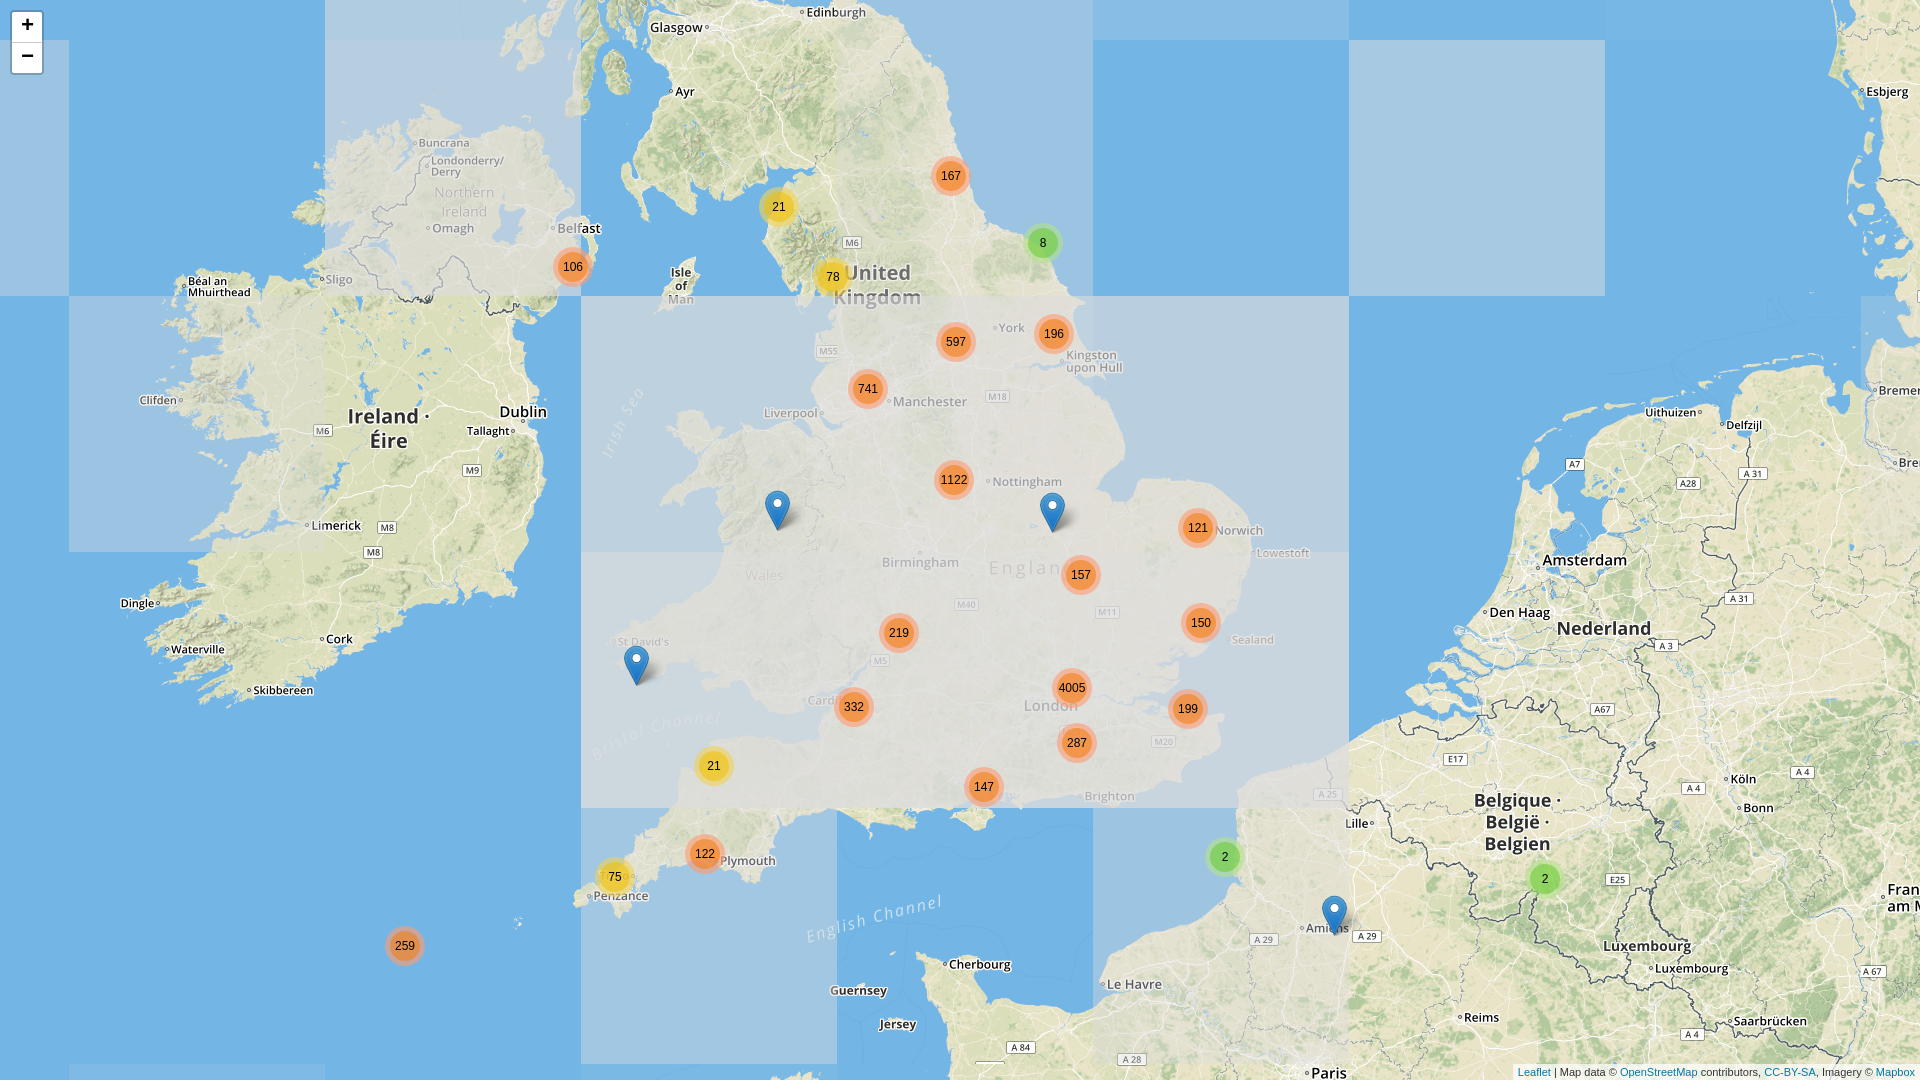 +
−
Edinburgh
Glasgow
Ayr
Esbjerg
Buncrana
Londonderry/
Derry
Northern
Ireland
Omagh
Belfast
167
21
8
M6
106
78
United
Kingdom
Isle
of
Man
Sligo
Béal an
Mhuirthead
York
196
597
M55
Kingston
upon Hull
741
Manchester
M18
Liverpool
Irish Sea
Clifden
Ireland ·
Éire
Dublin
Tallaght
M6
M9
Uithuizen
Delfzijl
A7
A 31
A28
1122
Nottingham
121
Norwich
Lowestoft
Limerick
M8
M8
Birmingham
England
157
Wales
Amsterdam
Dingle
M40
M11
A 31
Den Haag
Nederland
219
150
Sealand
Cork
Waterville
St David's
M5
A 3
Skibbereen
4005
London
199
332
A67
Bristol Channel
287
M20
E17
21
147
Brighton
A 25
Köln
A 4
A 4
Bonn
Belgique ·
België ·
Belgien
Lille
122
Plymouth
75
Penzance
2
2
E25
English Channel
259
Amiens
A 29
A 29
Luxembourg
Luxembourg
A 67
Cherbourg
Le Havre
Guernsey
Jersey
Reims
Saarbrücken
A 84
A 28
A 4
Paris
Leaflet | Map data © OpenStreetMap contributors, CC-BY-SA, Imagery © Mapbox